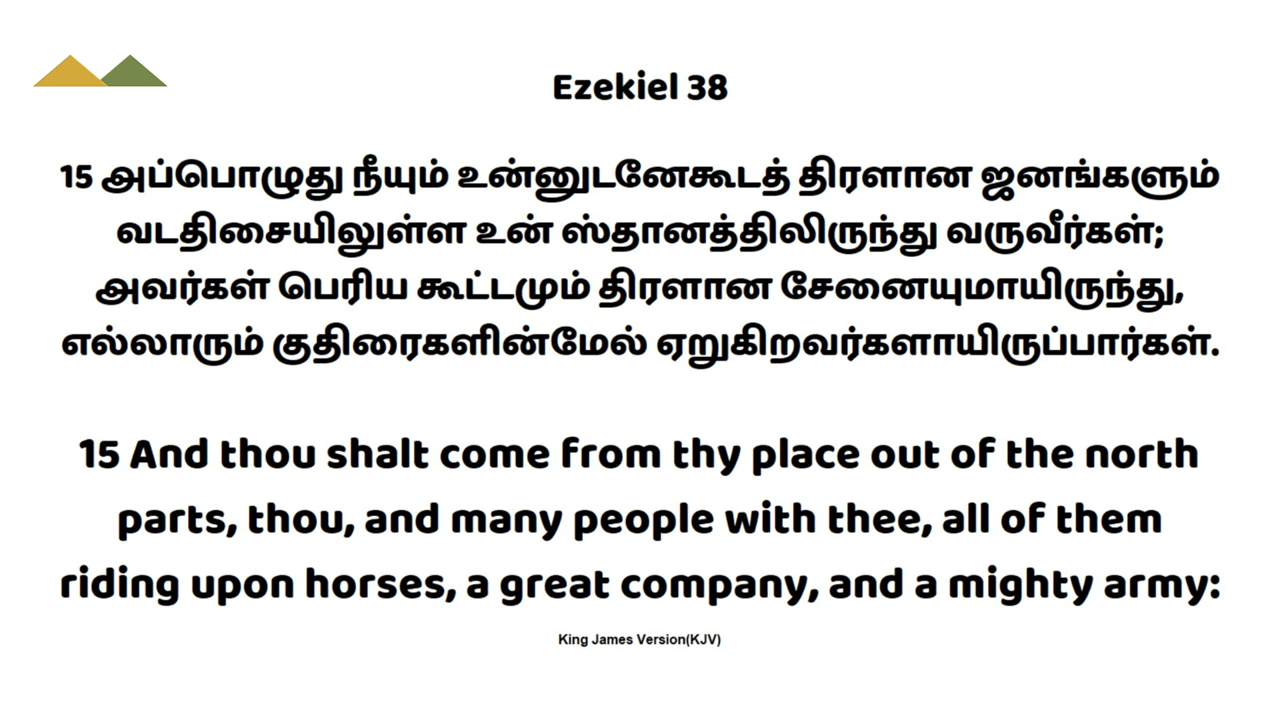 Ezekiel 38
15 அப்பொழுது நீயும் உன்னுடனேகூடத் திரளான ஜனங்களும்
வடதிசையிலுள்ள உன் ஸ்தானத்திலிருந்து வருவீர்கள்;
அவர்கள் பெரிய கூட்டமும் திரளான சேனையுமாயிருந்து,
எல்லாரும் குதிரைகளின்மேல் ஏறுகிறவர்களாயிருப்பார்கள்.
15 And thou shalt come from thy place out of the north
parts, thou, and many people with thee, all of them
riding upon horses, a great company, and a mighty army:
King James Version(KJV)